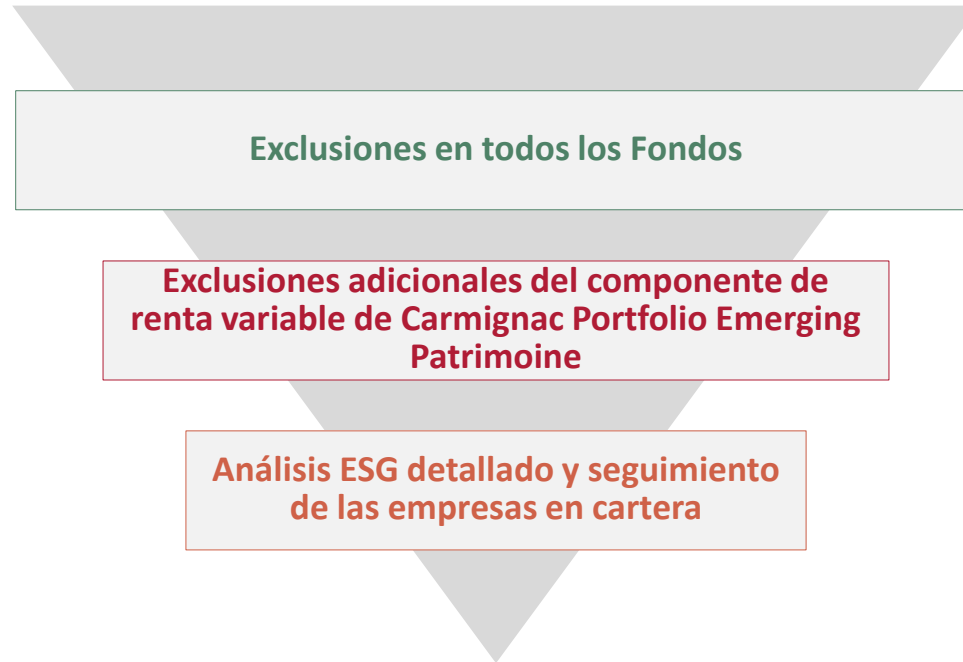 Exclusiones en todos los Fondos
Exclusiones adicionales del componente de
renta variable de Carmignac Portfolio Emerging
Patrimoine
Análisis ESG detallado y seguimiento
de las empresas en cartera